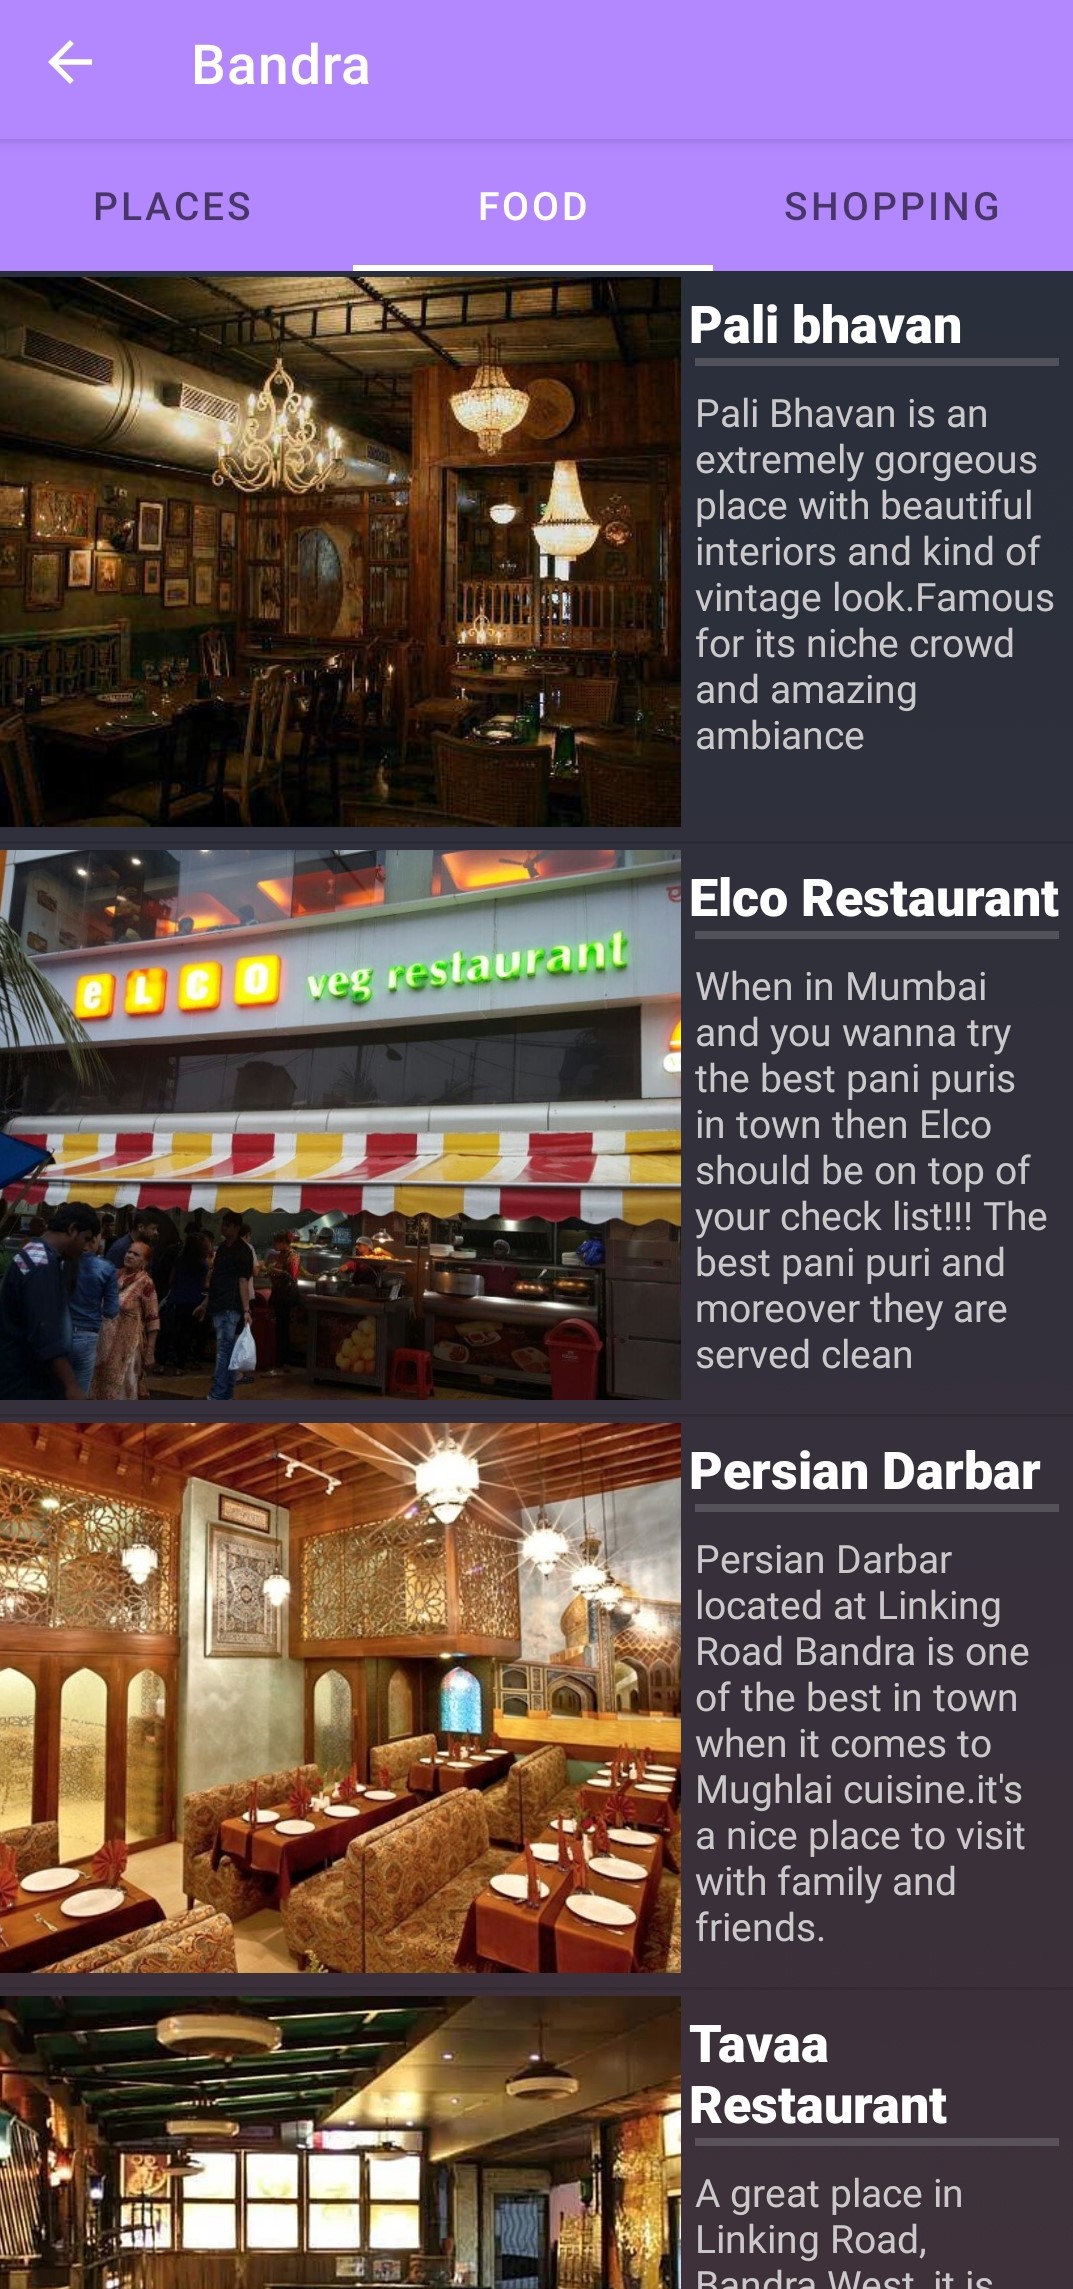 Bandra
PLACES
FOOD
SHOPPING
Pali bhavan
Pali Bhavan is an
extremely gorgeous
place with beautiful
interiors and kind of
vintage look.Famous
for its niche crowd
and amazing
ambiance
eLCO veg restaurant
Elco Restaurant
When in Mumbai
and you wanna try
the best pani puris
in town then Elco
should be on top of
your check list!!! The
best pani puri and
moreover they are
served clean
Persian Darbar
Persian Darbar
located at Linking
Road Bandra is one
of the best in town
when it comes to
Mughlai cuisine.it's
a nice place to visit
with family and
friends.
Tavaa
Restaurant
A great place in
Linking Road,
Bandra West, it is